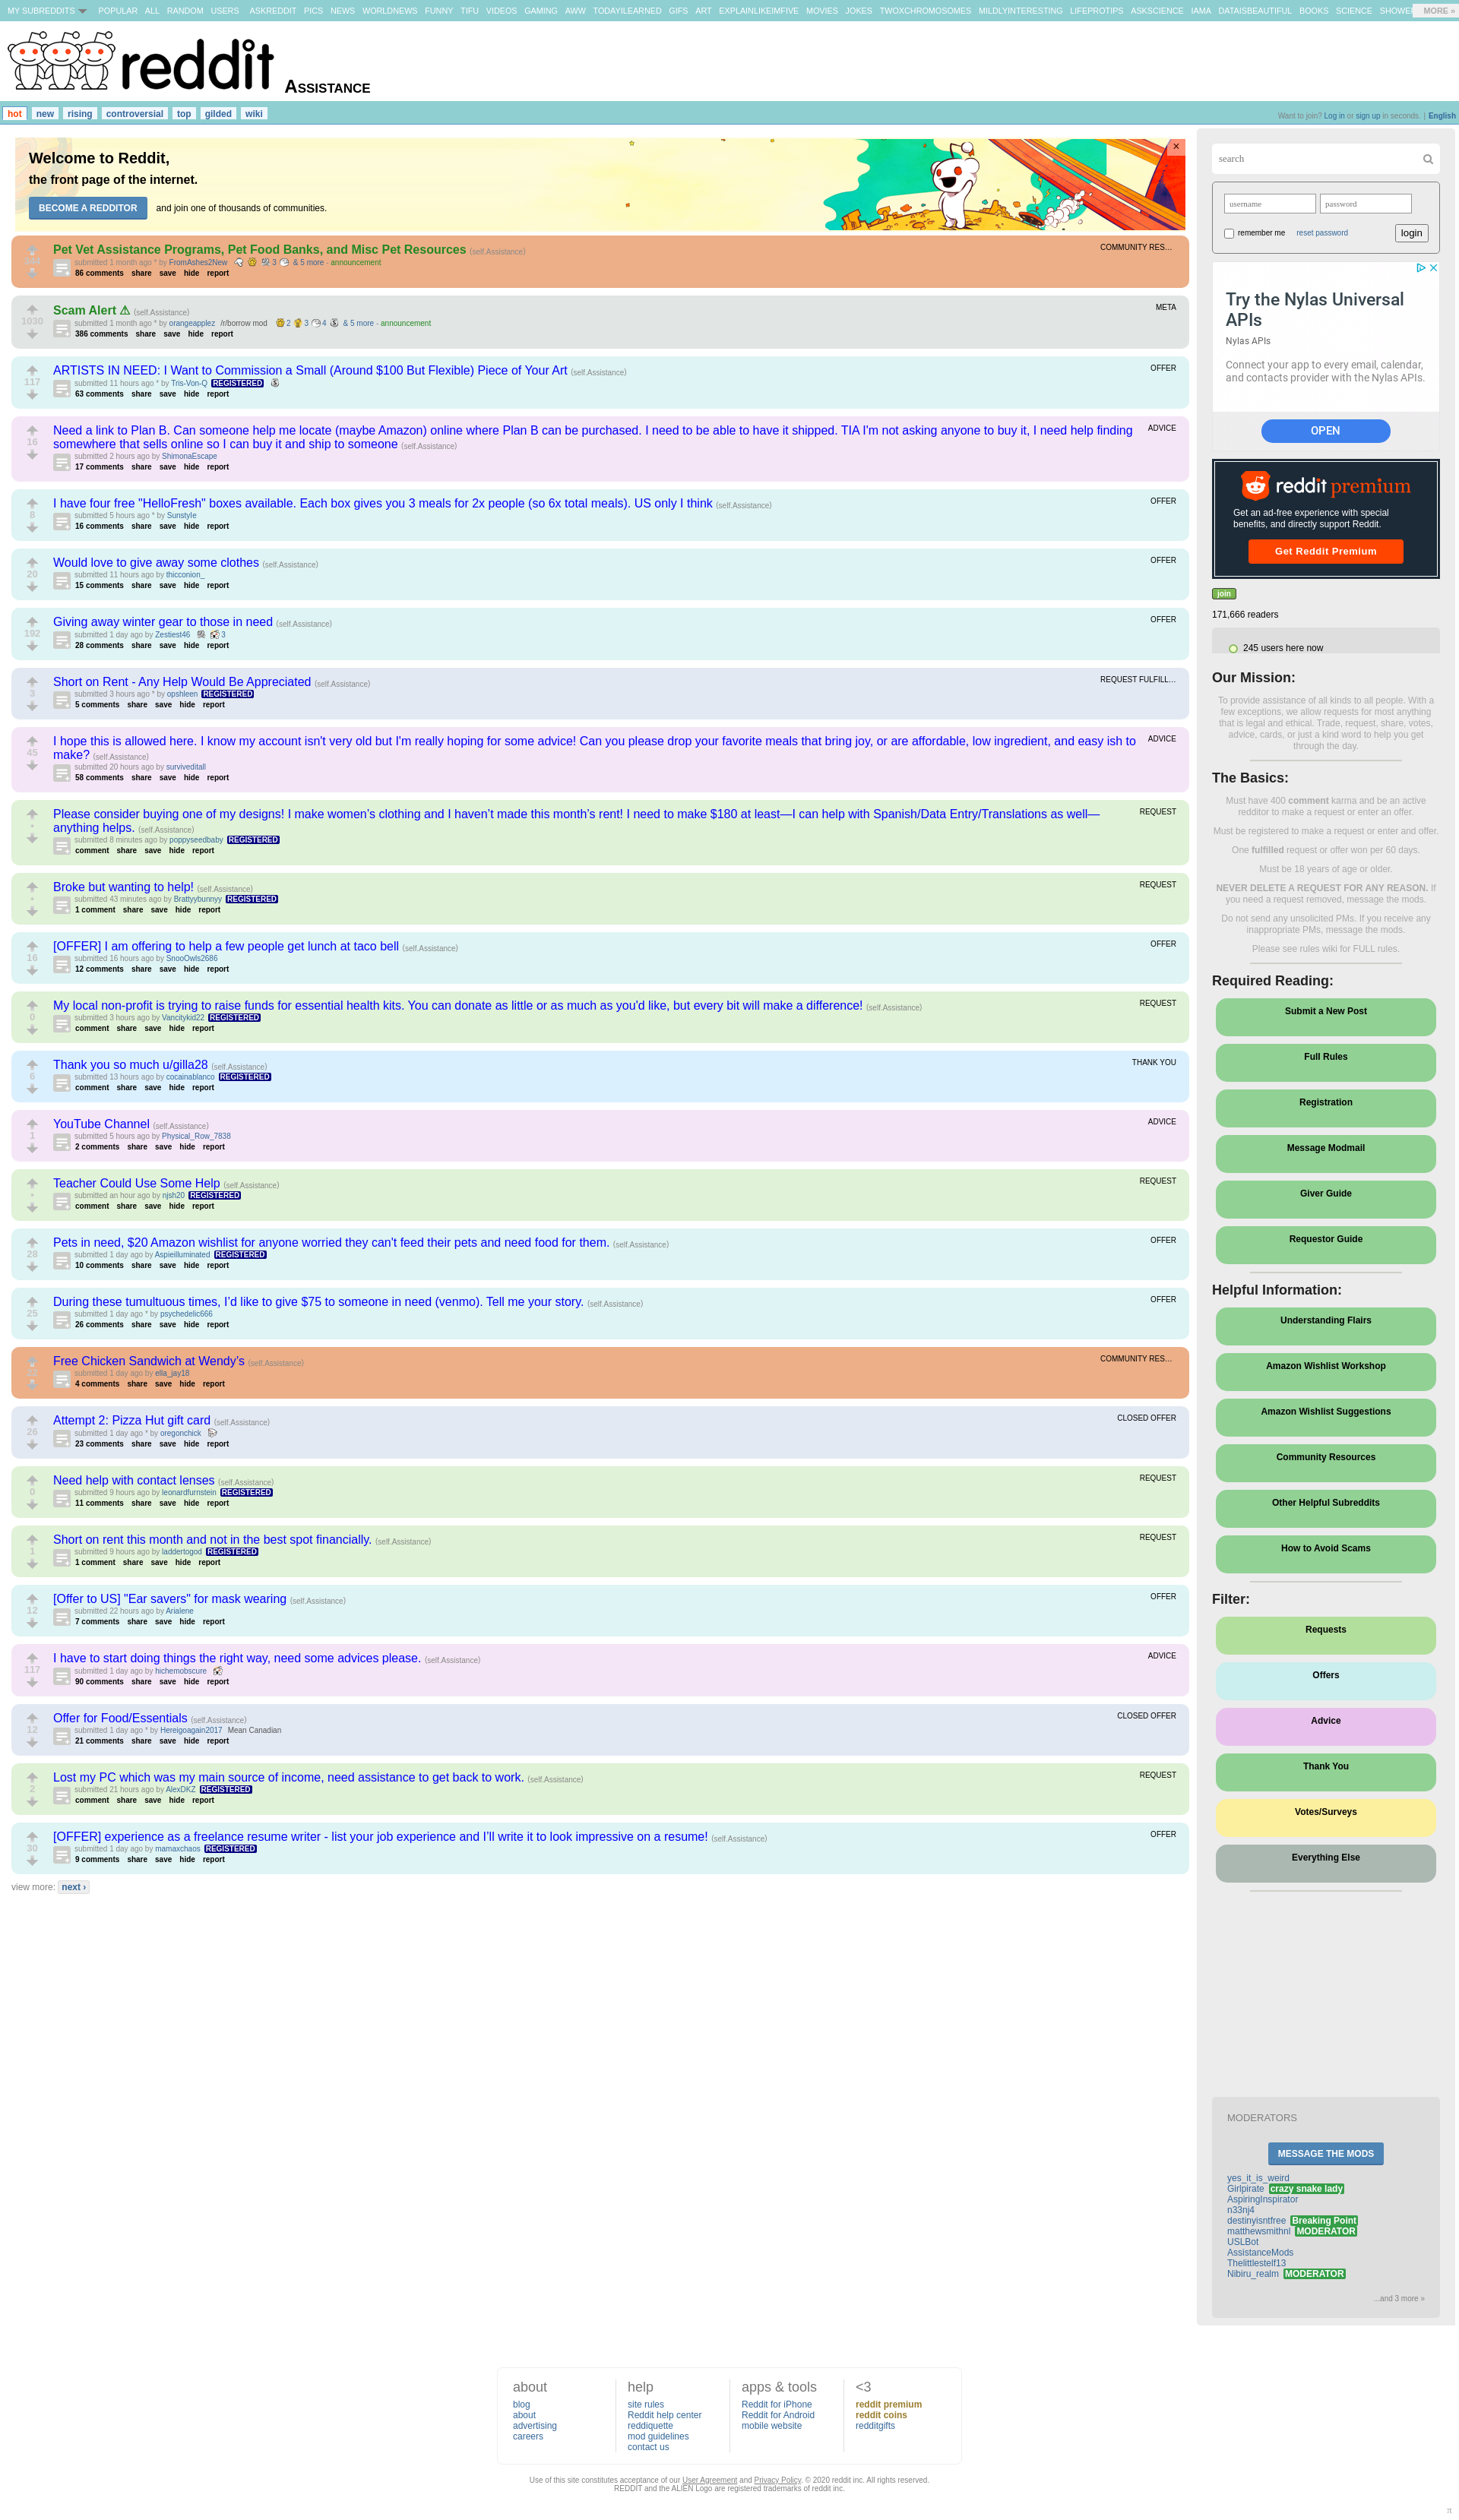 MY SUBREDDITS POPULAR ALL RANDOM USERS ASKREDDIT PICS NEWS WORLDNEWS FUNNY TIFU VIDEOS GAMING AWW TODAYILEARNED GIFS ART EXPLAINLIKEIMFIVE MOVIES JOKES TWOXCHROMOSOMES MILDLYINTERESTING LIFEPROTIPS ASKSCIENCE IAMA DATAISBEAUTIFUL BOOKS SCIENCE MORE »
reddit Assistance
hot new rising controversial top gilded wiki
Want to join? Log in or sign up in seconds. | English
Welcome to Reddit,
the front page of the internet.
BECOME A REDDITOR and join one of thousands of communities.
Pet Vet Assistance Programs, Pet Food Banks, and Misc Pet Resources (self.Assistance)
COMMUNITY RES…
submitted 1 month ago * by FromAshes2New 3 & 5 more - announcement
86 comments share save hide report
Scam Alert ⚠ (self.Assistance)
META
1030
submitted 1 month ago * by orangeapplez /r/borrow mod 2 3 4 & 5 more - announcement
386 comments share save hide report
ARTISTS IN NEED: I Want to Commission a Small (Around $100 But Flexible) Piece of Your Art (self.Assistance)
OFFER
117
submitted 11 hours ago * by Tris-Von-Q REGISTERED
63 comments share save hide report
Need a link to Plan B. Can someone help me locate (maybe Amazon) online where Plan B can be purchased. I need to be able to have it shipped. TIA I'm not asking anyone to buy it, I need help finding
somewhere that sells online so I can buy it and ship to someone (self.Assistance)
ADVICE
16
submitted 2 hours ago by ShimonaEscape
17 comments share save hide report
I have four free "HelloFresh" boxes available. Each box gives you 3 meals for 2x people (so 6x total meals). US only I think (self.Assistance)
OFFER
8
submitted 5 hours ago * by Sunstyle
16 comments share save hide report
Would love to give away some clothes (self.Assistance)
OFFER
20
submitted 11 hours ago by thicconion_
15 comments share save hide report
Giving away winter gear to those in need (self.Assistance)
OFFER
192
submitted 1 day ago by Zestiest46 3
28 comments share save hide report
Short on Rent - Any Help Would Be Appreciated (self.Assistance)
REQUEST FULFILL…
3
submitted 3 hours ago * by opshleen REGISTERED
5 comments share save hide report
I hope this is allowed here. I know my account isn't very old but I'm really hoping for some advice! Can you please drop your favorite meals that bring joy, or are affordable, low ingredient, and easy ish to
make? (self.Assistance)
ADVICE
45
submitted 20 hours ago by surviveditall
58 comments share save hide report
Please consider buying one of my designs! I make women's clothing and I haven't made this month's rent! I need to make $180 at least—I can help with Spanish/Data Entry/Translations as well—
anything helps. (self.Assistance)
REQUEST
•
submitted 8 minutes ago by poppyseedbaby REGISTERED
comment share save hide report
Broke but wanting to help! (self.Assistance)
REQUEST
•
submitted 43 minutes ago by Brattyybunnyy REGISTERED
1 comment share save hide report
[OFFER] I am offering to help a few people get lunch at taco bell (self.Assistance)
OFFER
16
submitted 16 hours ago by SnooOwls2686
12 comments share save hide report
My local non-profit is trying to raise funds for essential health kits. You can donate as little or as much as you'd like, but every bit will make a difference! (self.Assistance)
REQUEST
0
submitted 3 hours ago by Vancitykid22 REGISTERED
comment share save hide report
Thank you so much u/gilla28 (self.Assistance)
THANK YOU
6
submitted 13 hours ago by cocainablanco REGISTERED
comment share save hide report
YouTube Channel (self.Assistance)
ADVICE
1
submitted 5 hours ago by Physical_Row_7838
2 comments share save hide report
Teacher Could Use Some Help (self.Assistance)
REQUEST
•
submitted an hour ago by njsh20 REGISTERED
comment share save hide report
Pets in need, $20 Amazon wishlist for anyone worried they can't feed their pets and need food for them. (self.Assistance)
OFFER
28
submitted 1 day ago by Aspieilluminated REGISTERED
10 comments share save hide report
During these tumultuous times, I'd like to give $75 to someone in need (venmo). Tell me your story. (self.Assistance)
OFFER
25
submitted 1 day ago * by psychedelic666
26 comments share save hide report
Free Chicken Sandwich at Wendy's (self.Assistance)
COMMUNITY RES…
submitted 1 day ago by ella_jay18
4 comments share save hide report
Attempt 2: Pizza Hut gift card (self.Assistance)
CLOSED OFFER
26
submitted 1 day ago * by oregonchick
23 comments share save hide report
Need help with contact lenses (self.Assistance)
REQUEST
0
submitted 9 hours ago by leonardfurnstein REGISTERED
11 comments share save hide report
Short on rent this month and not in the best spot financially. (self.Assistance)
REQUEST
1
submitted 9 hours ago by laddertogod REGISTERED
1 comment share save hide report
[Offer to US] "Ear savers" for mask wearing (self.Assistance)
OFFER
12
submitted 22 hours ago by Arialene
7 comments share save hide report
I have to start doing things the right way, need some advices please. (self.Assistance)
ADVICE
117
submitted 1 day ago by hichemobscure
90 comments share save hide report
Offer for Food/Essentials (self.Assistance)
CLOSED OFFER
12
submitted 1 day ago * by Hereigoagain2017 Mean Canadian
21 comments share save hide report
Lost my PC which was my main source of income, need assistance to get back to work. (self.Assistance)
REQUEST
2
submitted 21 hours ago by AlexDKZ REGISTERED
comment share save hide report
[OFFER] experience as a freelance resume writer - list your job experience and I'll write it to look impressive on a resume! (self.Assistance)
OFFER
30
submitted 1 day ago by mamaxchaos REGISTERED
9 comments share save hide report
view more: next ›
search
username password
remember me reset password login
Try the Nylas Universal
APIs
Nylas APIs
Connect your app to every email, calendar,
and contacts provider with the Nylas APIs.
OPEN
reddit premium
Get an ad-free experience with special
benefits, and directly support Reddit.
Get Reddit Premium
join
171,666 readers
245 users here now
Our Mission:
To provide assistance of all kinds to all people. With a
few exceptions, we allow requests for most anything
that is legal and ethical. Trade, request, share, votes,
advice, cards, or just a kind word to help you get
through the day.
The Basics:
Must have 400 comment karma and be an active
redditor to make a request or enter an offer.
Must be registered to make a request or enter and offer.
One fulfilled request or offer won per 60 days.
Must be 18 years of age or older.
NEVER DELETE A REQUEST FOR ANY REASON. If
you need a request removed, message the mods.
Do not send any unsolicited PMs. If you receive any
inappropriate PMs, message the mods.
Please see rules wiki for FULL rules.
Required Reading:
Submit a New Post
Full Rules
Registration
Message Modmail
Giver Guide
Requestor Guide
Helpful Information:
Understanding Flairs
Amazon Wishlist Workshop
Amazon Wishlist Suggestions
Community Resources
Other Helpful Subreddits
How to Avoid Scams
Filter:
Requests
Offers
Advice
Thank You
Votes/Surveys
Everything Else
MODERATORS
MESSAGE THE MODS
yes_it_is_weird
Girlpirate crazy snake lady
AspiringInspirator
n33nj4
destinyisntfree Breaking Point
matthewsmithnl MODERATOR
USLBot
AssistanceMods
Thelittlestelf13
Nibiru_realm MODERATOR
...and 3 more »
about
blog
about
advertising
careers
help
site rules
Reddit help center
reddiquette
mod guidelines
contact us
apps & tools
Reddit for iPhone
Reddit for Android
mobile website
<3
reddit premium
reddit coins
redditgifts
Use of this site constitutes acceptance of our User Agreement and Privacy Policy. © 2020 reddit inc. All rights reserved.
REDDIT and the ALIEN Logo are registered trademarks of reddit inc.
π